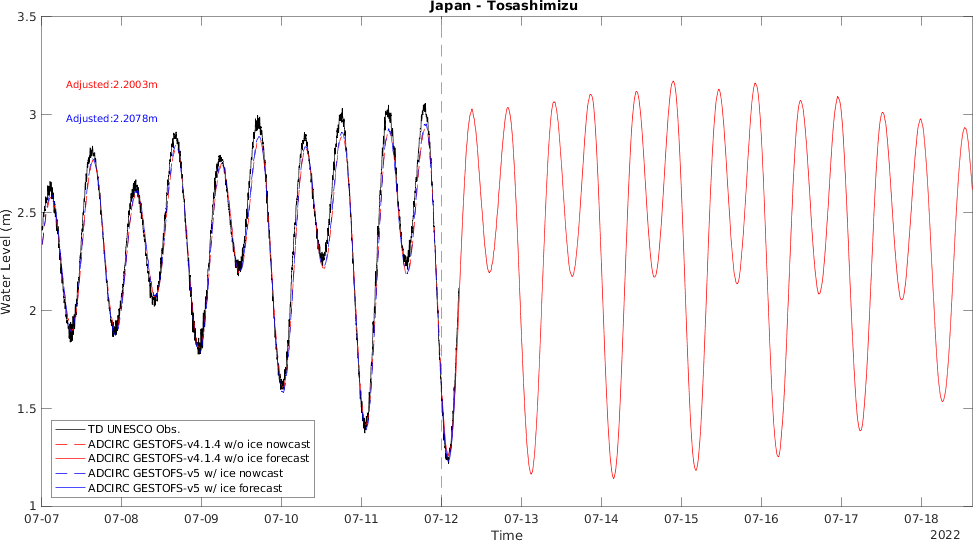 Japan - Tosashimizu
3.5
3
2.5
2
1.5
1
Water Level (m)
Adjusted:2.2003m
Adjusted:2.2078m
TD UNESCO Obs.
ADCIRC GESTOFS-v4.1.4 w/o ice nowcast
ADCIRC GESTOFS-v4.1.4 w/o ice forecast
ADCIRC GESTOFS-v5 w/ ice nowcast
ADCIRC GESTOFS-v5 w/ ice forecast
07-07 07-08 07-09 07-10 07-11 07-12 07-13 07-14 07-15 07-16 07-17 07-18
Time
2022